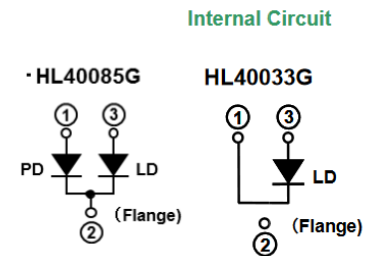 Internal Circuit
・HL40085G
① ③
PD LD
(Flange)
②
HL40033G
① ③
LD
(Flange)
②